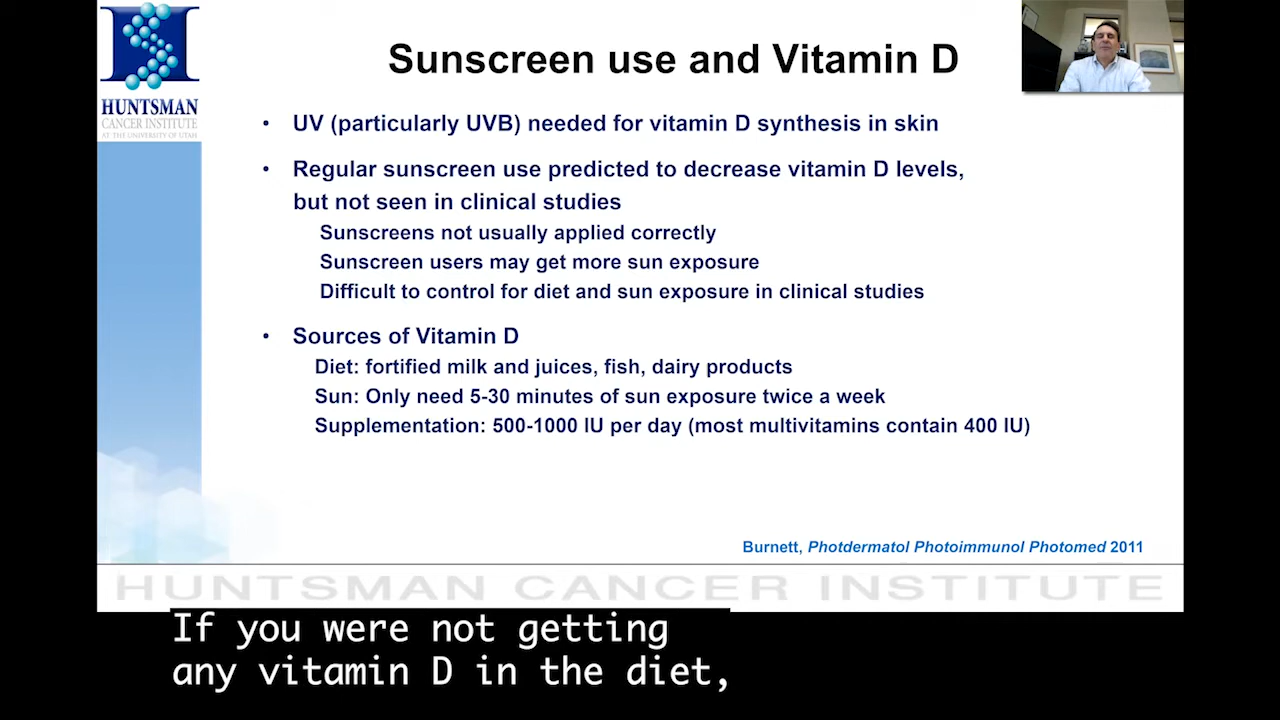 HUNTSMAN
CANCER INSTITUTE
AT THE UNIVERSITY OF UTAH
Sunscreen use and Vitamin D
• UV (particularly UVB) needed for vitamin D synthesis in skin
• Regular sunscreen use predicted to decrease vitamin D levels,
but not seen in clinical studies
Sunscreens not usually applied correctly
Sunscreen users may get more sun exposure
Difficult to control for diet and sun exposure in clinical studies
• Sources of Vitamin D
Diet: fortified milk and juices, fish, dairy products
Sun: Only need 5-30 minutes of sun exposure twice a week
Supplementation: 500-1000 IU per day (most multivitamins contain 400 IU)
Burnett, Photdermatol Photoimmunol Photomed 2011
HUNTSMAN CANCER INSTITUTE
If you were not getting
any vitamin D in the diet,